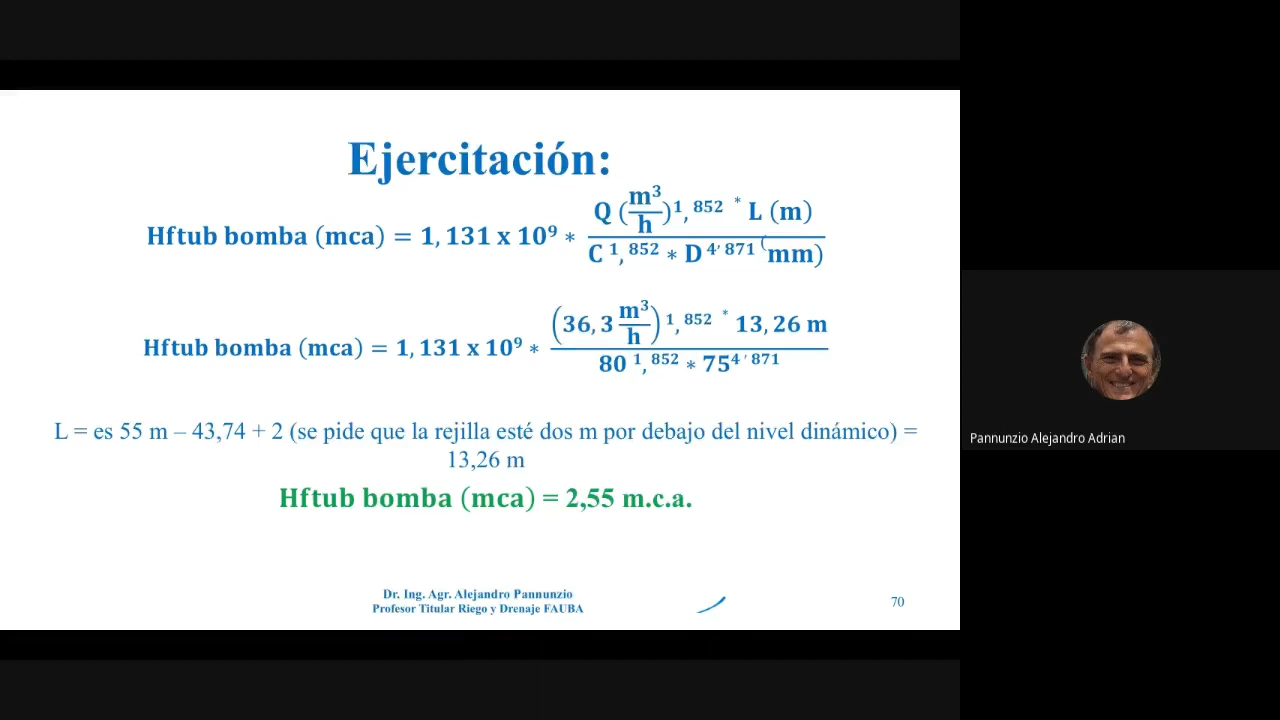 Ejercitación:
Hftub bomba (mca) = 1,131 x 10⁹ * Q (m³/h)¹,⁸⁵² * L (m) / C ¹,⁸⁵² * D ⁴,⁸⁷¹ (mm)
Hftub bomba (mca) = 1,131 x 10⁹ * (36,3 m³/h) ¹,⁸⁵² * 13,26 m / 80 ¹,⁸⁵² * 75⁴,⁸⁷¹
L = es 55 m – 43,74 + 2 (se pide que la rejilla esté dos m por debajo del nivel dinámico) =
13,26 m
Hftub bomba (mca) = 2,55 m.c.a.
Dr. Ing. Agr. Alejandro Pannunzio
Profesor Titular Riego y Drenaje FAUBA
70
Pannunzio Alejandro Adrian